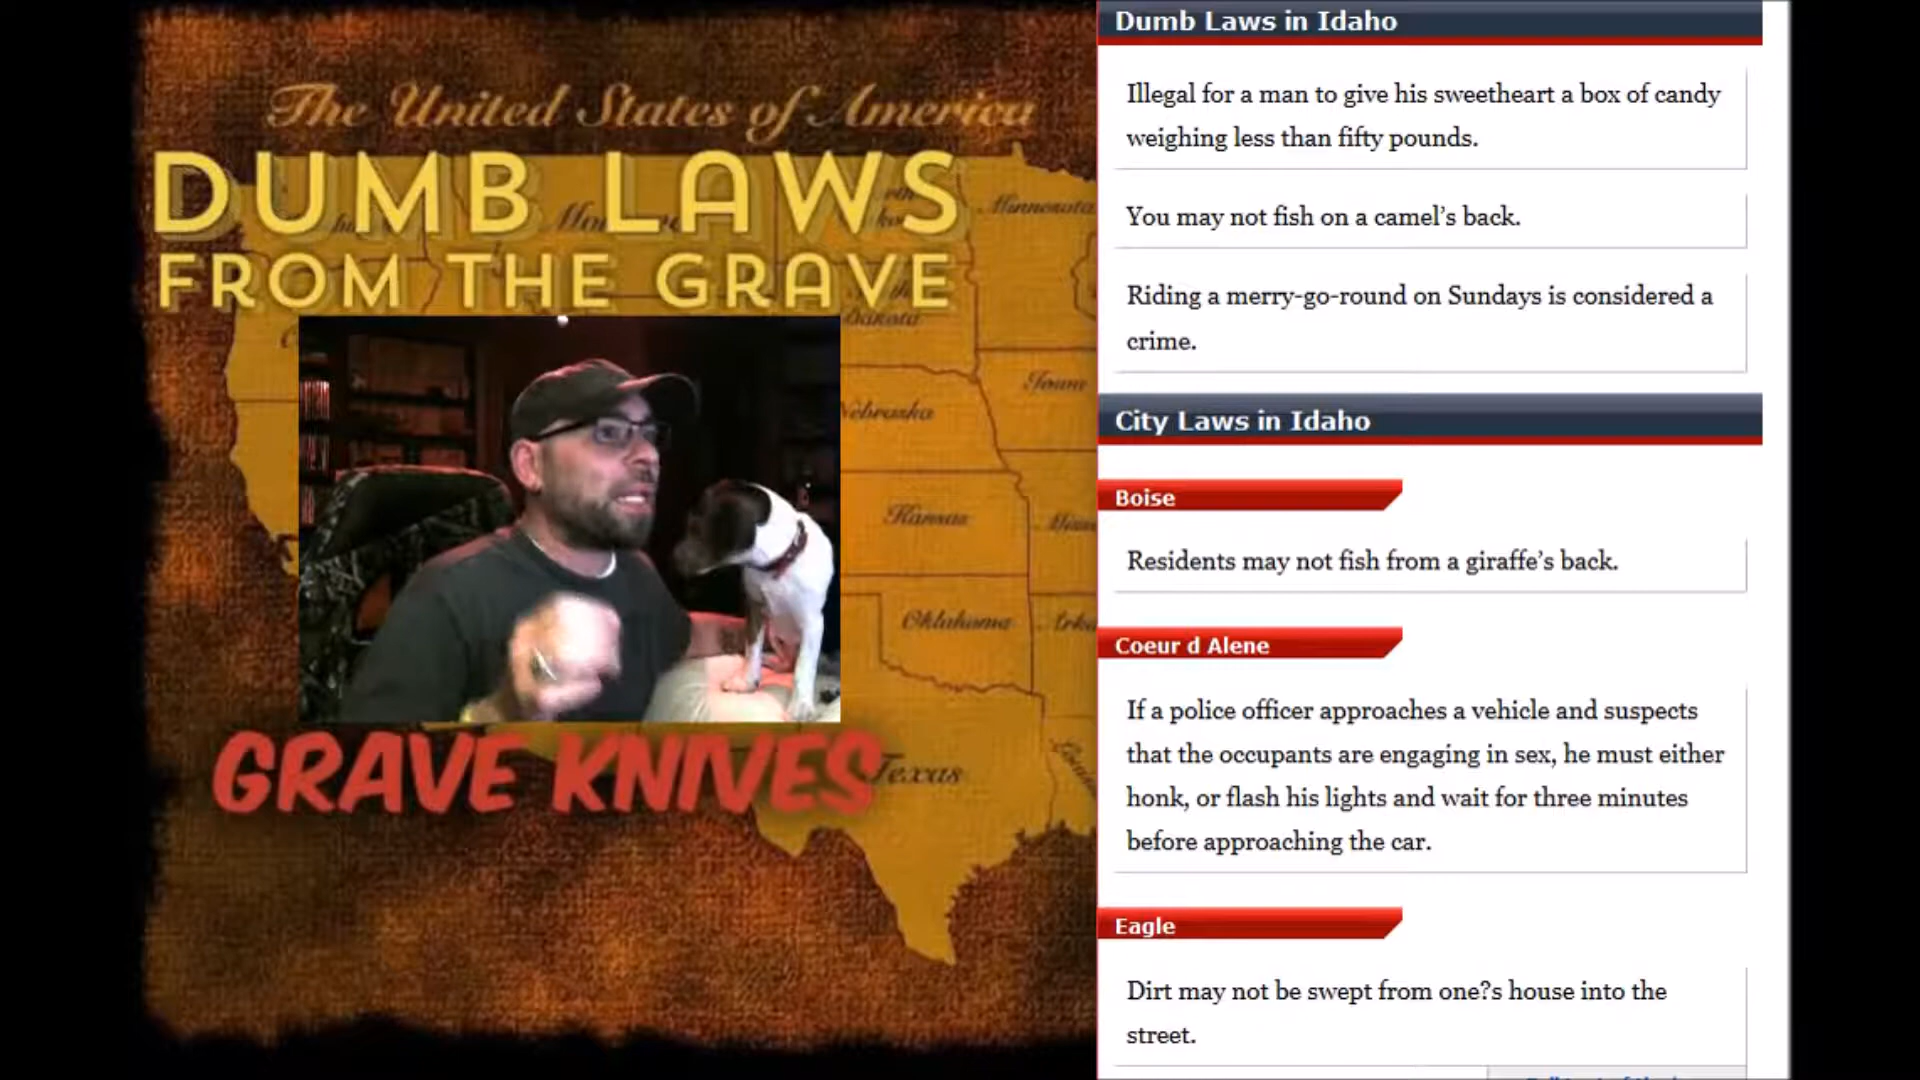 The United States of America
DUMB LAWS
FROM THE GRAVE
Minnesota
Dakota
Iowa
Nebraska
Kansas
Oklahoma
Texas
GRAVE KNIVES
Dumb Laws in Idaho
Illegal for a man to give his sweetheart a box of candy
weighing less than fifty pounds.
You may not fish on a camel’s back.
Riding a merry-go-round on Sundays is considered a
crime.
City Laws in Idaho
Boise
Residents may not fish from a giraffe’s back.
Coeur d Alene
If a police officer approaches a vehicle and suspects
that the occupants are engaging in sex, he must either
honk, or flash his lights and wait for three minutes
before approaching the car.
Eagle
Dirt may not be swept from one?s house into the
street.